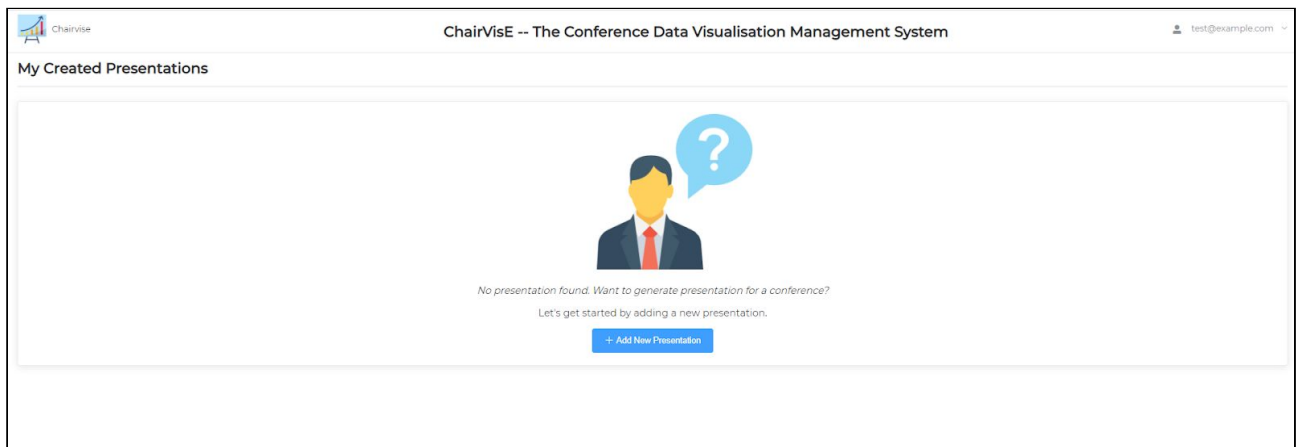 Chairvise
ChairVisE -- The Conference Data Visualisation Management System
test@example.com
My Created Presentations
?
No presentation found. Want to generate presentation for a conference?
Let's get started by adding a new presentation.
+ Add New Presentation